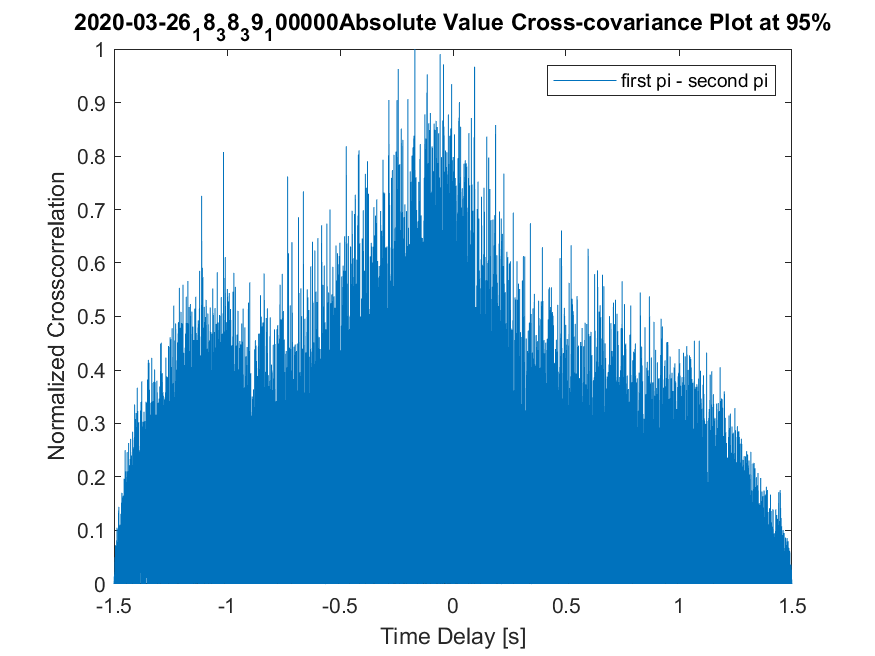 2020-03-26₁8₃8₃9₁00000Absolute Value Cross-covariance Plot at 95%
first pi - second pi
Normalized Crosscorrelation
1
0.9
0.8
0.7
0.6
0.5
0.4
0.3
0.2
0.1
0
-1.5 -1 -0.5 0 0.5 1 1.5
Time Delay [s]